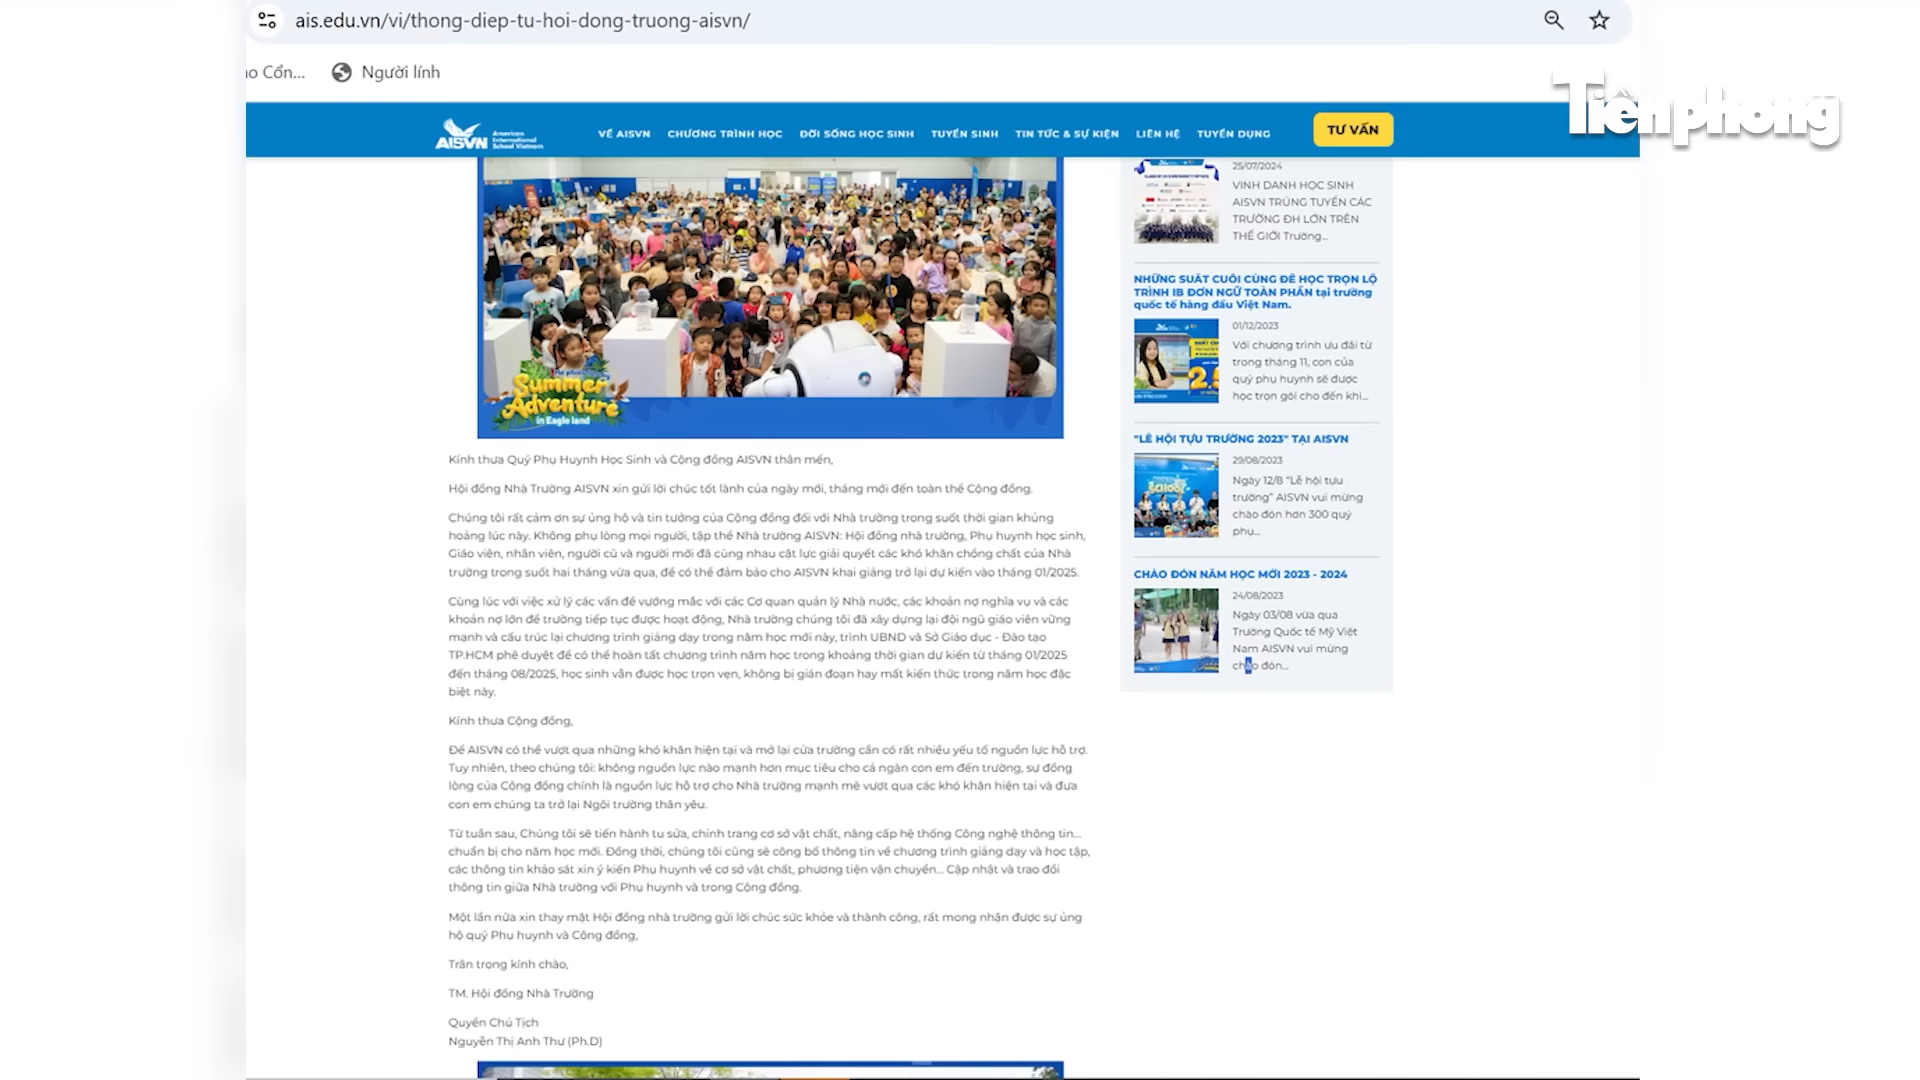 ais.edu.vn/vi/thong-diep-tu-hoi-dong-truong-aisvn/
ao Cổn...
Người lính
Tiền phong
AISVN American International School Vietnam
VỀ AISVN
CHƯƠNG TRÌNH HỌC
ĐỜI SỐNG HỌC SINH
TUYỂN SINH
TIN TỨC & SỰ KIỆN
LIÊN HỆ
TUYỂN DỤNG
TƯ VẤN
Summer
Adventure
in Eagle land
Kính thưa Quý Phụ Huynh Học Sinh và Cộng đồng AISVN thân mến,
Hội đồng Nhà Trường AISVN xin gửi lời chúc tốt lành của ngày mới, tháng mới đến toàn thể Cộng đồng.
Chúng tôi rất cảm ơn sự ủng hộ và tin tưởng của Cộng đồng đối với Nhà trường trong suốt thời gian khủng
hoảng lúc này. Không phụ lòng mọi người, tập thể Nhà trường AISVN: Hội đồng nhà trường, Phụ huynh học sinh,
Giáo viên, nhân viên, người cũ và người mới đã cùng nhau cật lực giải quyết các khó khăn chồng chất của Nhà
trường trong suốt hai tháng vừa qua, để có thể đảm bảo cho AISVN khai giảng trở lại dự kiến vào tháng 01/2025.
Cùng lúc với việc xử lý các vấn đề vướng mắc với các Cơ quan quản lý Nhà nước, các khoản nợ nghĩa vụ và các
khoản nợ lớn để trường tiếp tục được hoạt động, Nhà trường chúng tôi đã xây dựng lại đội ngũ giáo viên vững
mạnh và cấu trúc lại chương trình giảng dạy trong năm học mới này, trình UBND và Sở Giáo dục - Đào tạo
TP.HCM phê duyệt để có thể hoàn tất chương trình năm học trong khoảng thời gian dự kiến từ tháng 01/2025
đến tháng 08/2025, học sinh vẫn được học trọn vẹn, không bị gián đoạn hay mất kiến thức trong năm học đặc
biệt này.
Kính thưa Cộng đồng,
Để AISVN có thể vượt qua những khó khăn hiện tại và mở lại cửa trường cần có rất nhiều yếu tố nguồn lực hỗ trợ.
Tuy nhiên, theo chúng tôi: không nguồn lực nào mạnh hơn mục tiêu cho cả ngàn con em đến trường, sự đồng
lòng của Cộng đồng chính là nguồn lực hỗ trợ cho Nhà trường mạnh mẽ vượt qua các khó khăn hiện tại và đưa
con em chúng ta trở lại Ngôi trường thân yêu.
Từ tuần sau, Chúng tôi sẽ tiến hành tu sửa, chỉnh trang cơ sở vật chất, nâng cấp hệ thống Công nghệ thông tin...
chuẩn bị cho năm học mới. Đồng thời, chúng tôi cũng sẽ công bố thông tin về chương trình giảng dạy và học tập,
các thông tin khảo sát xin ý kiến Phụ huynh về cơ sở vật chất, phương tiện vận chuyển... Cập nhật và trao đổi
thông tin giữa Nhà trường với Phụ huynh và trong Cộng đồng.
Một lần nữa xin thay mặt Hội đồng nhà trường gửi lời chúc sức khỏe và thành công, rất mong nhận được sự ủng
hộ quý Phụ huynh và Cộng đồng,
Trân trọng kính chào,
TM. Hội đồng Nhà Trường
Quyền Chủ Tịch
Nguyễn Thị Anh Thư (Ph.D)
25/07/2024
VINH DANH HỌC SINH
AISVN TRÚNG TUYỂN CÁC
TRƯỜNG ĐH LỚN TRÊN
THẾ GIỚI Trường...
NHỮNG SUẤT CUỐI CÙNG ĐỂ HỌC TRỌN LỘ
TRÌNH IB ĐƠN NGỮ TOÀN PHẦN tại trường
quốc tế hàng đầu Việt Nam.
01/12/2023
Với chương trình ưu đãi từ
trong tháng 11, con của
quý phụ huynh sẽ được
học trọn gói cho đến khi...
"LỄ HỘI TỰU TRƯỜNG 2023" TẠI AISVN
29/08/2023
Ngày 12/8 "Lễ hội tựu
trường" AISVN vui mừng
chào đón hơn 300 quý
phụ...
CHÀO ĐÓN NĂM HỌC MỚI 2023 - 2024
24/08/2023
Ngày 03/08 vừa qua
Trường Quốc tế Mỹ Việt
Nam AISVN vui mừng
chào đón...